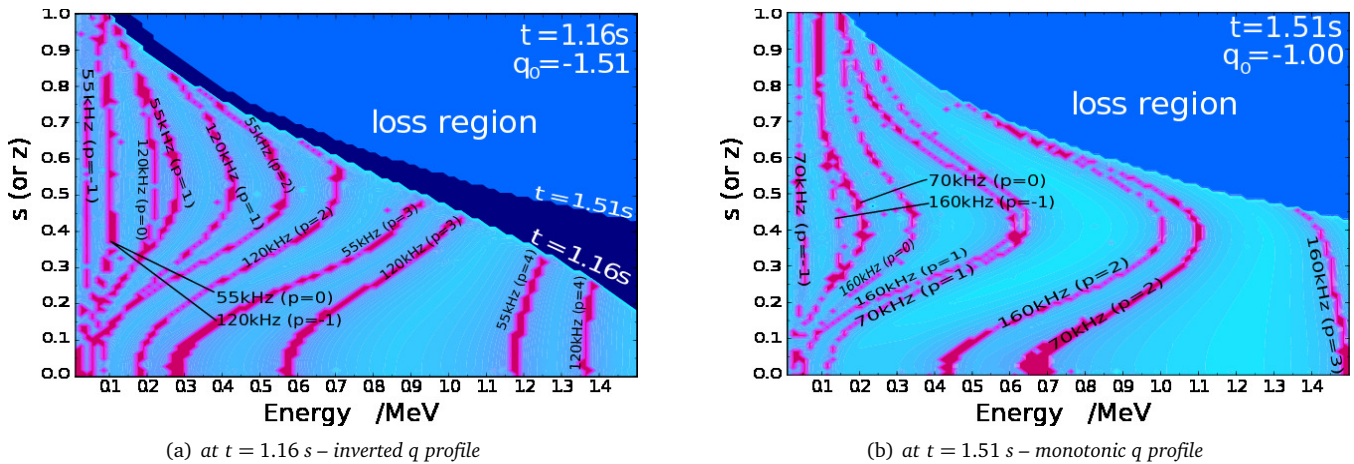 t=1.16s
q0=-1.51
loss region
t=1.51s
t=1.16s
55kHz (p=-1)
120kHz (p=0)
55kHz (p=1)
120kHz (p=1)
55kHz (p=2)
120kHz (p=2)
55kHz (p=3)
120kHz (p=3)
55kHz (p=4)
120kHz (p=4)
55kHz (p=0)
120kHz (p=-1)
s (or z)
1.0
0.9
0.8
0.7
0.6
0.5
0.4
0.3
0.2
0.1
0.0
0.1 0.2 0.3 0.4 0.5 0.6 0.7 0.8 0.9 1.0 1.1 1.2 1.3 1.4
Energy /MeV
(a) at t = 1.16 s – inverted q profile
t=1.51s
q0=-1.00
loss region
70kHz (p=-1)
70kHz (p=0)
160kHz (p=-1)
160kHz (p=0)
160kHz (p=1)
70kHz (p=1)
160kHz (p=2)
70kHz (p=2)
160kHz (p=3)
s (or z)
1.0
0.9
0.8
0.7
0.6
0.5
0.4
0.3
0.2
0.1
0.0
0.1 0.2 0.3 0.4 0.5 0.6 0.7 0.8 0.9 1.0 1.1 1.2 1.3 1.4
Energy /MeV
(b) at t = 1.51 s – monotonic q profile